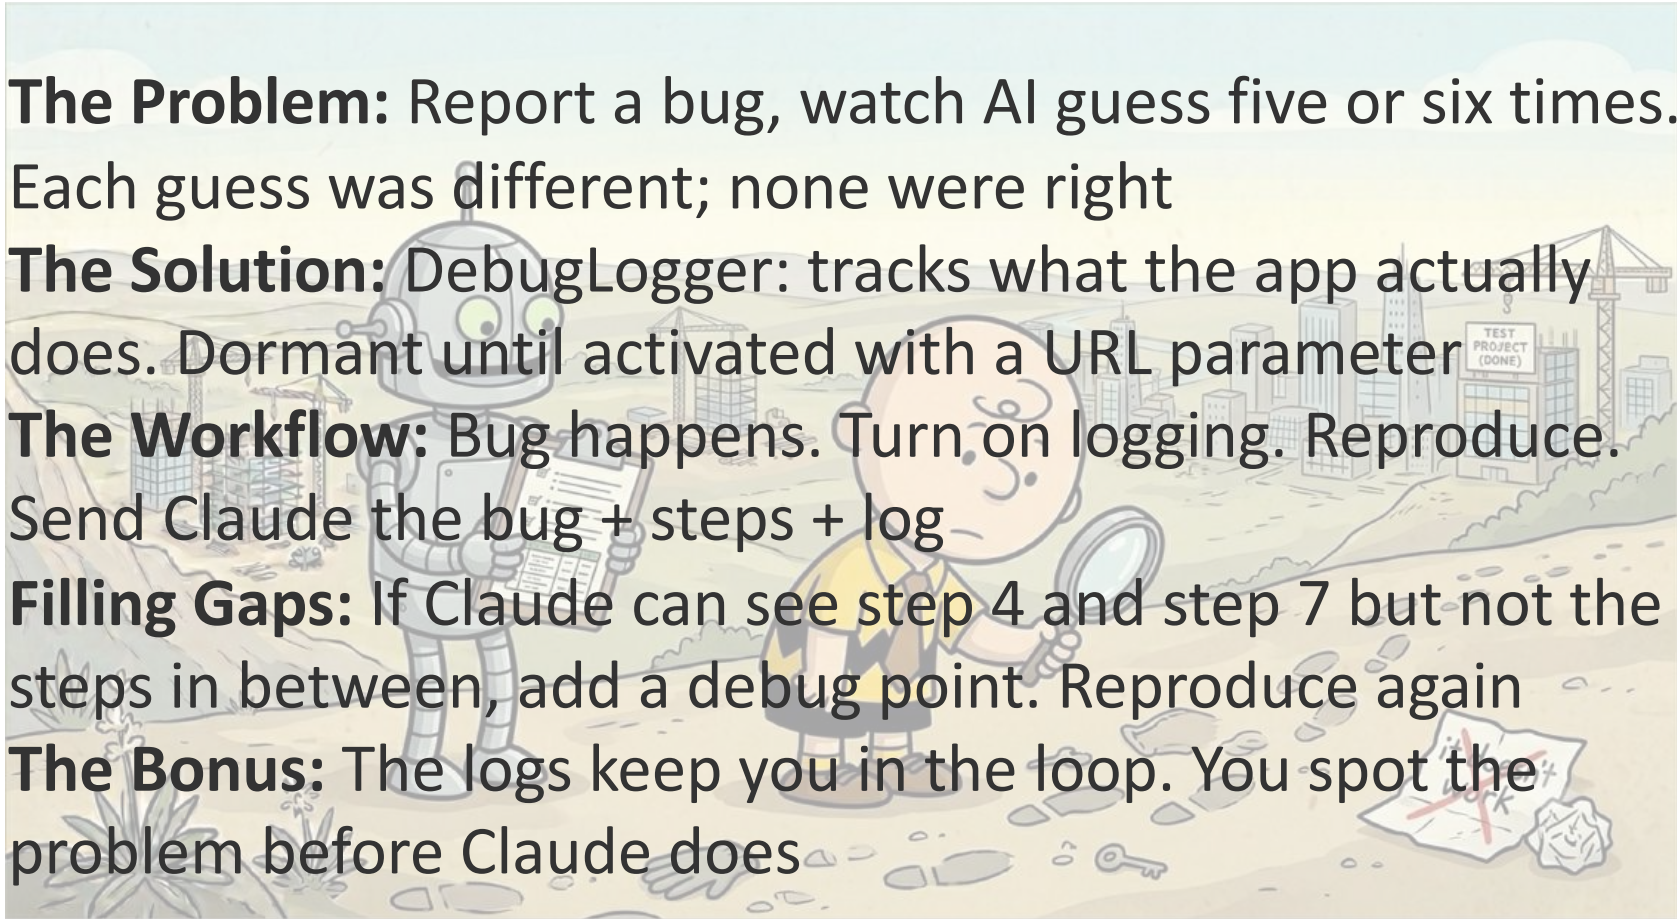 The Problem: Report a bug, watch AI guess five or six times.
Each guess was different; none were right
The Solution: DebugLogger: tracks what the app actually
does. Dormant until activated with a URL parameter
TEST
PROJECT
(DONE)
The Workflow: Bug happens. Turn on logging. Reproduce.
Send Claude the bug + steps + log
Filling Gaps: If Claude can see step 4 and step 7 but not the
steps in between, add a debug point. Reproduce again
The Bonus: The logs keep you in the loop. You spot the
problem before Claude does